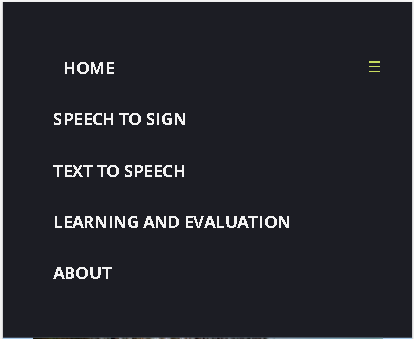 HOME
SPEECH TO SIGN
TEXT TO SPEECH
LEARNING AND EVALUATION
ABOUT